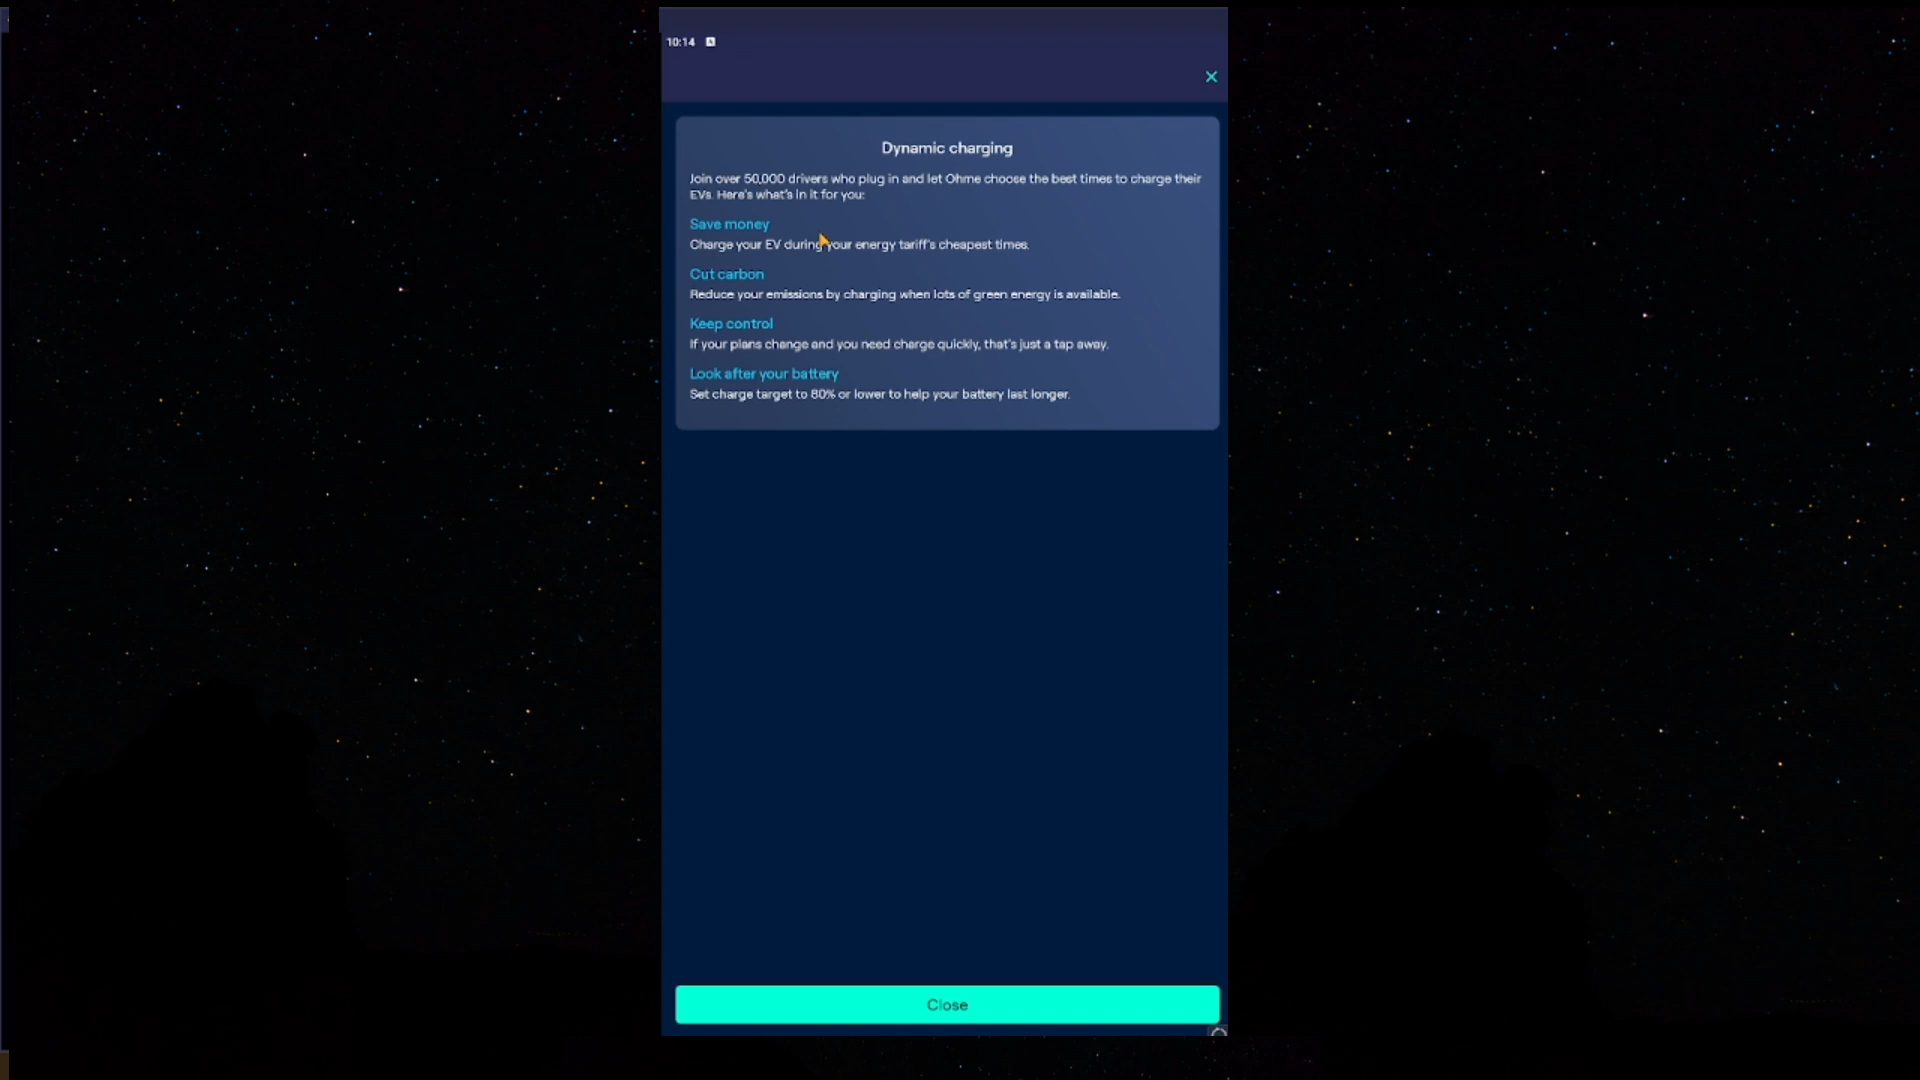 10:14
Dynamic charging
Join over 50,000 drivers who plug in and let Ohme choose the best times to charge their
EVs. Here's what's in it for you:
Save money
Charge your EV during your energy tariff's cheapest times.
Cut carbon
Reduce your emissions by charging when lots of green energy is available.
Keep control
If your plans change and you need charge quickly, that's just a tap away.
Look after your battery
Set charge target to 80% or lower to help your battery last longer.
Close